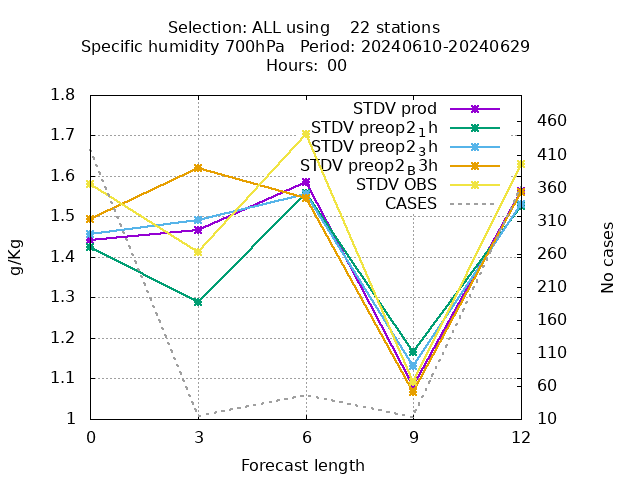 Selection: ALL using    22 stations
Specific humidity 700hPa   Period: 20240610-20240629
Hours: 00
STDV prod
STDV preop2₁h
STDV preop2₃h
STDV preop2_B3h
STDV OBS
CASES
1.8
1.7
1.6
1.5
1.4
1.3
1.2
1.1
1
g/Kg
460
410
360
310
260
210
160
110
60
10
No cases
0 3 6 9 12
Forecast length